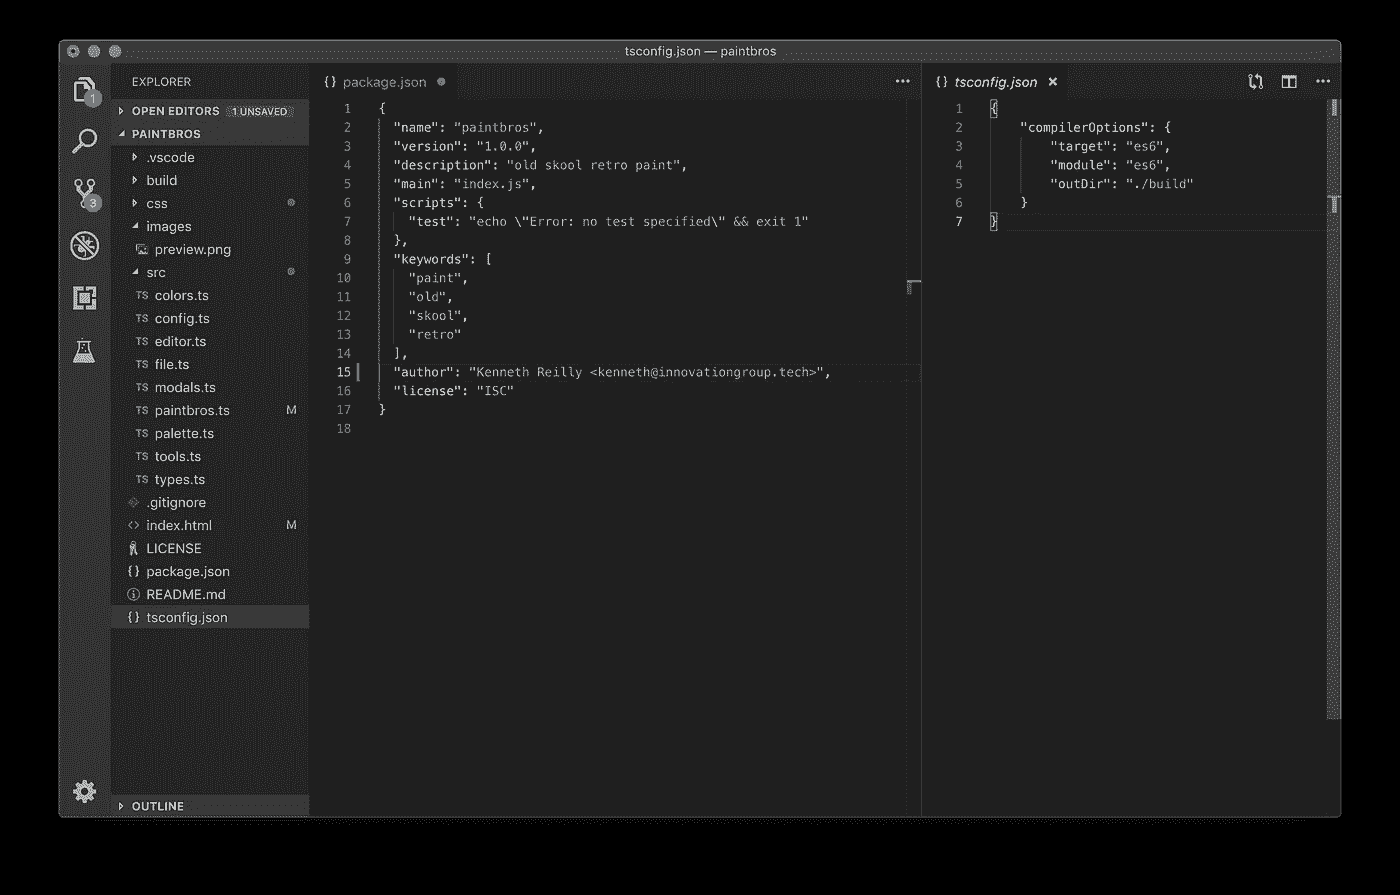 tsconfig.json — paintbros
EXPLORER
OPEN EDITORS 1 UNSAVED
PAINTBROS
.vscode
build
css
images
preview.png
src
TS colors.ts
TS config.ts
TS editor.ts
TS file.ts
TS modals.ts
TS paintbros.ts M
TS palette.ts
TS tools.ts
TS types.ts
.gitignore
<> index.html M
LICENSE
{} package.json
README.md
{} tsconfig.json
OUTLINE
1
3
{} package.json
1 {
2 "name": "paintbros",
3 "version": "1.0.0",
4 "description": "old skool retro paint",
5 "main": "index.js",
6 "scripts": {
7 "test": "echo \"Error: no test specified\" && exit 1"
8 },
9 "keywords": [
10 "paint",
11 "old",
12 "skool",
13 "retro"
14 ],
15 "author": "Kenneth Reilly <kenneth@innovationgroup.tech>",
16 "license": "ISC"
17 }
18
{} tsconfig.json
1 {
2 "compilerOptions": {
3 "target": "es6",
4 "module": "es6",
5 "outDir": "./build"
6 }
7 }